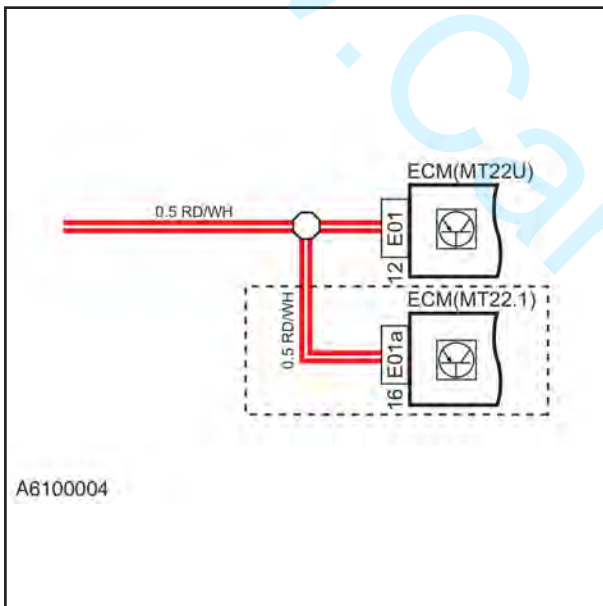 ECM(MT22U)
0.5 RD/WH
E01
12
ECM(MT22.1)
0.5 RD/WH
E01a
16
A6100004